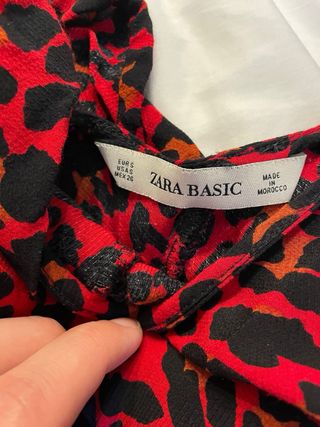 EUR S
USA S
MEX 26
ZARA BASIC
MADE
IN
MOROCCO